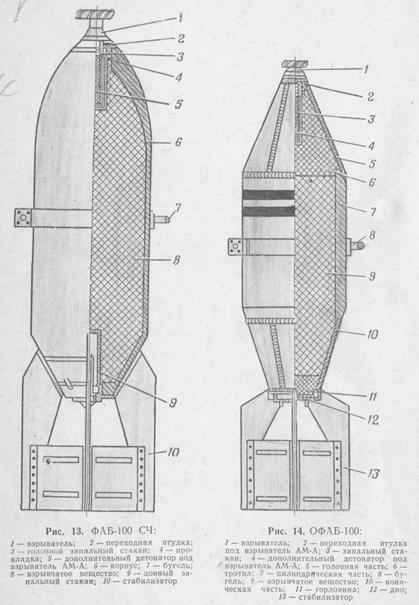 1
2
3
4
5
6
7
8
9
10
1
2
3
4
5
6
7
8
9
10
11
12
13
Рис. 13. ФАБ-100 СЧ:
1 — взрыватель; 2 — переходная втулка;
3 — головной запальный стакан; 4 — про-
кладка; 5 — дополнительный детонатор под
взрыватель АМ-А; 6 — корпус; 7 — бугель;
8 — взрывчатое вещество; 9 — донный за-
пальный стакан; 10 — стабилизатор
Рис. 14. ОФАБ-100:
1 — взрыватель; 2 — переходная втулка
под взрыватель АМ-А; 3 — запальный ста-
кан; 4 — дополнительный детонатор под
взрыватель АМ-А; 5 — головная часть; 6 —
тротил; 7 — цилиндрическая часть; 8 — бу-
гель; 9 — взрывчатое вещество; 10 — кони-
ческая часть; 11 — горловина; 12 — дно;
13 — стабилизатор